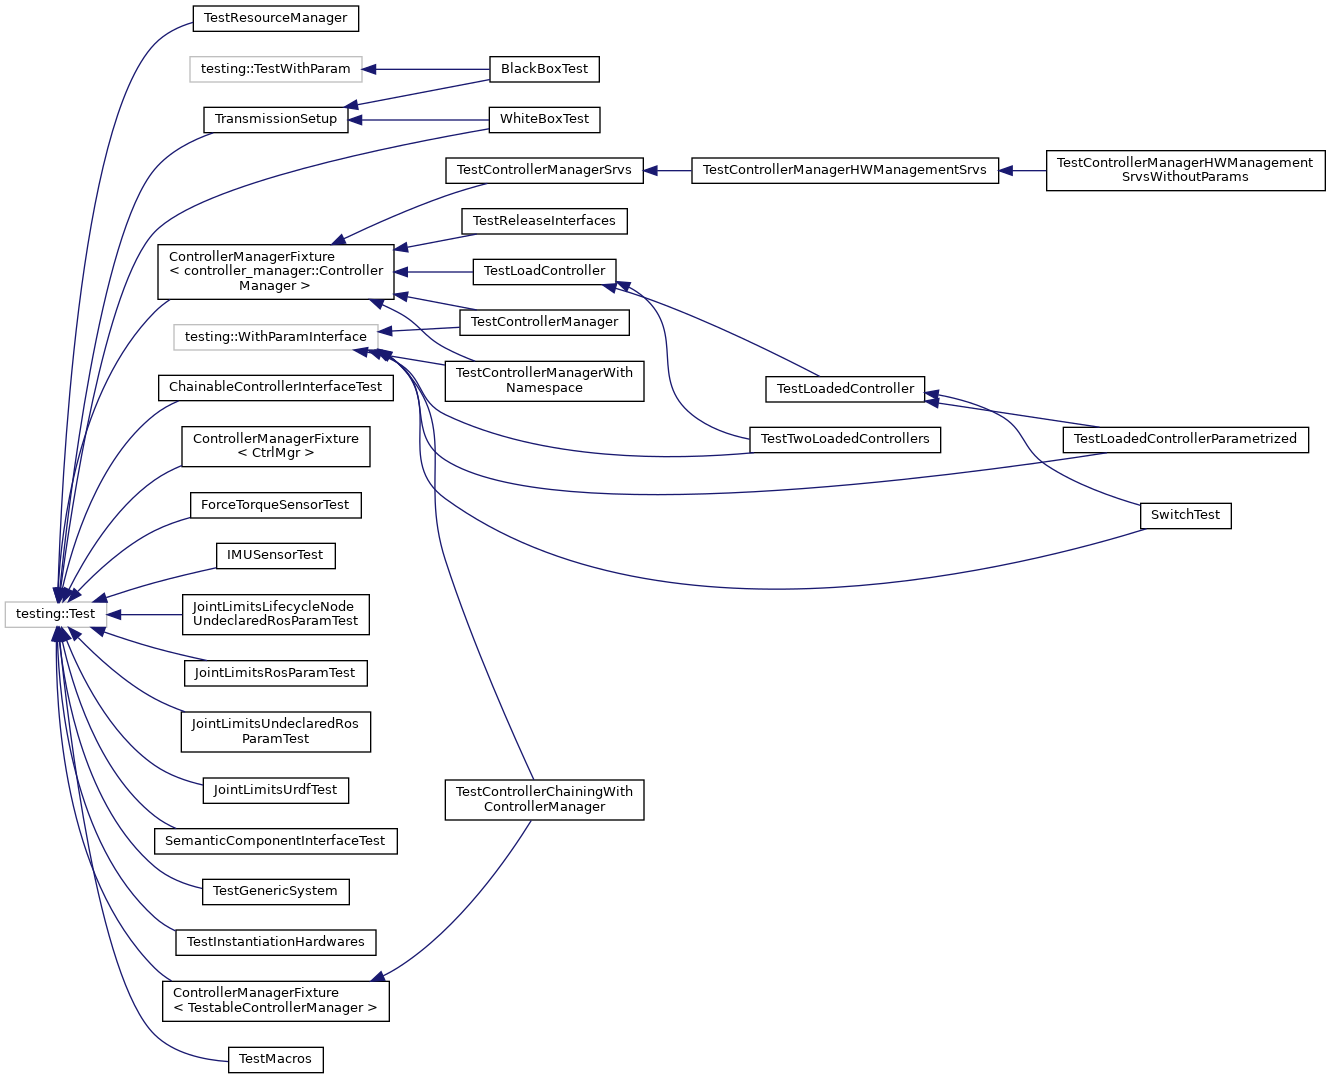 TestResourceManager
testing::TestWithParam
BlackBoxTest
TransmissionSetup
WhiteBoxTest
TestControllerManagerSrvs
TestControllerManagerHWManagementSrvs
TestControllerManagerHWManagement
SrvsWithoutParams
TestReleaseInterfaces
ControllerManagerFixture
< controller_manager::Controller
Manager >
TestLoadController
TestControllerManager
testing::WithParamInterface
TestControllerManagerWith
Namespace
ChainableControllerInterfaceTest
TestLoadedController
ControllerManagerFixture
< CtrlMgr >
TestTwoLoadedControllers
TestLoadedControllerParametrized
ForceTorqueSensorTest
SwitchTest
IMUSensorTest
testing::Test
JointLimitsLifecycleNode
UndeclaredRosParamTest
JointLimitsRosParamTest
JointLimitsUndeclaredRos
ParamTest
JointLimitsUrdfTest
TestControllerChainingWith
ControllerManager
SemanticComponentInterfaceTest
TestGenericSystem
TestInstantiationHardwares
ControllerManagerFixture
< TestableControllerManager >
TestMacros